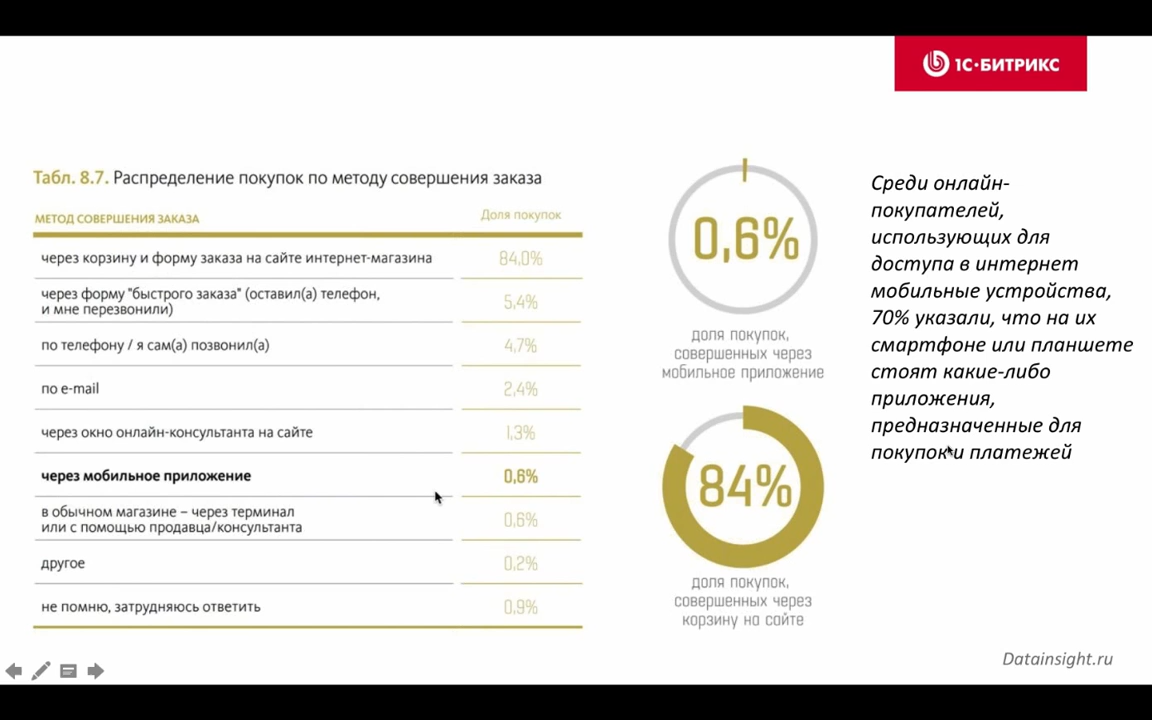 1С·БИТРИКС
Табл. 8.7. Распределение покупок по методу совершения заказа
МЕТОД СОВЕРШЕНИЯ ЗАКАЗА Доля покупок
через корзину и форму заказа на сайте интернет-магазина 84,0%
через форму "быстрого заказа" (оставил(а) телефон,
и мне перезвонили) 5,4%
по телефону / я сам(а) позвонил(а) 4,7%
по e-mail 2,4%
через окно онлайн-консультанта на сайте 1,3%
через мобильное приложение 0,6%
в обычном магазине – через терминал
или с помощью продавца/консультанта 0,6%
другое 0,2%
не помню, затрудняюсь ответить 0,9%
0,6%
доля покупок,
совершенных через
мобильное приложение
84%
доля покупок,
совершенных через
корзину на сайте
Среди онлайн-
покупателей,
использующих для
доступа в интернет
мобильные устройства,
70% указали, что на их
смартфоне или планшете
стоят какие-либо
приложения,
предназначенные для
покупок и платежей
Datainsight.ru